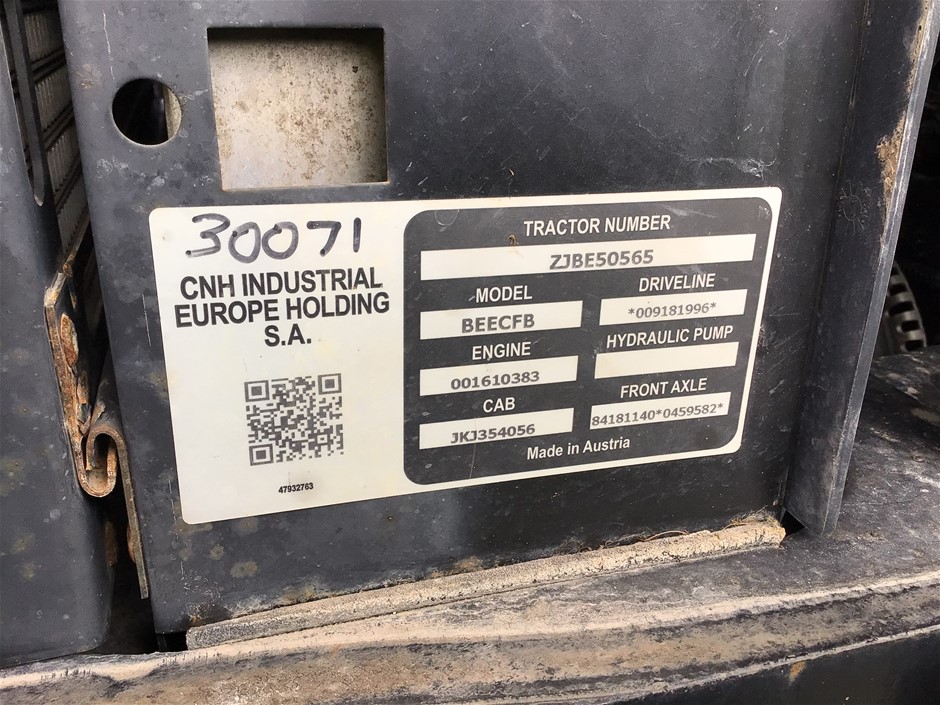 30071
CNH INDUSTRIAL
EUROPE HOLDING
S.A.
47932763
TRACTOR NUMBER
ZJBE50565
MODEL
BEECFB
DRIVELINE
*009181996*
ENGINE
001610383
HYDRAULIC PUMP
CAB
JKJ354056
FRONT AXLE
84181140*0459582*
Made in Austria